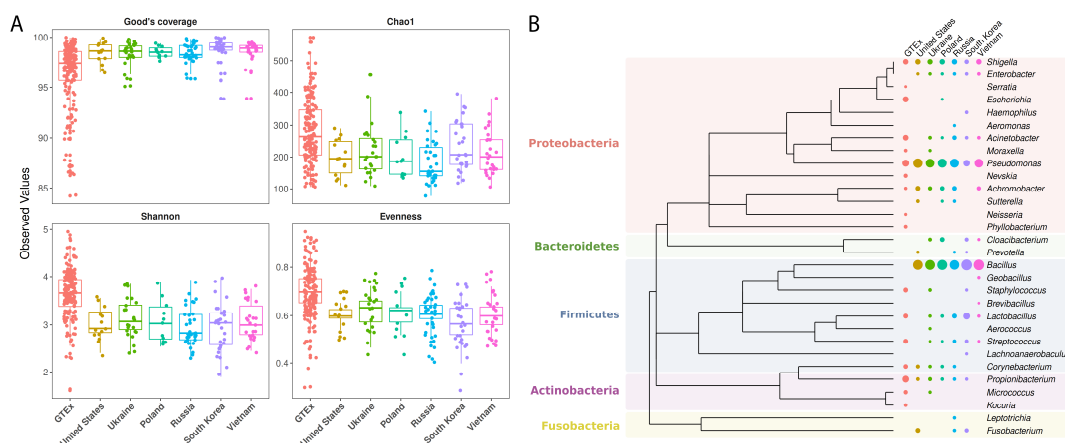 A
Good's coverage
Chao1
100
95
90
85
500
400
300
200
100
Observed Values
Shannon
Evenness
5
4
3
2
0.8
0.6
0.4
GTEx
United States
Ukraine
Poland
Russia
South Korea
Vietnam
GTEx
United States
Ukraine
Poland
Russia
South Korea
Vietnam
B
GTEx
United States
Ukraine
Poland
Russia
South Korea
Vietnam
Shigella
Enterobacter
Serratia
Escherichia
Haemophilus
Aeromonas
Proteobacteria
Acinetobacter
Moraxella
Pseudomonas
Nevskia
Achromobacter
Sutterella
Neisseria
Phyllobacterium
Bacteroidetes
Cloacibacterium
Prevotella
Bacillus
Geobacillus
Staphylococcus
Brevibacillus
Firmicutes
Lactobacillus
Aerococcus
Streptococcus
Lachnoanaerobaculu
Corynebacterium
Actinobacteria
Propionibacterium
Micrococcus
Kocuria
Fusobacteria
Leptotrichia
Fusobacterium